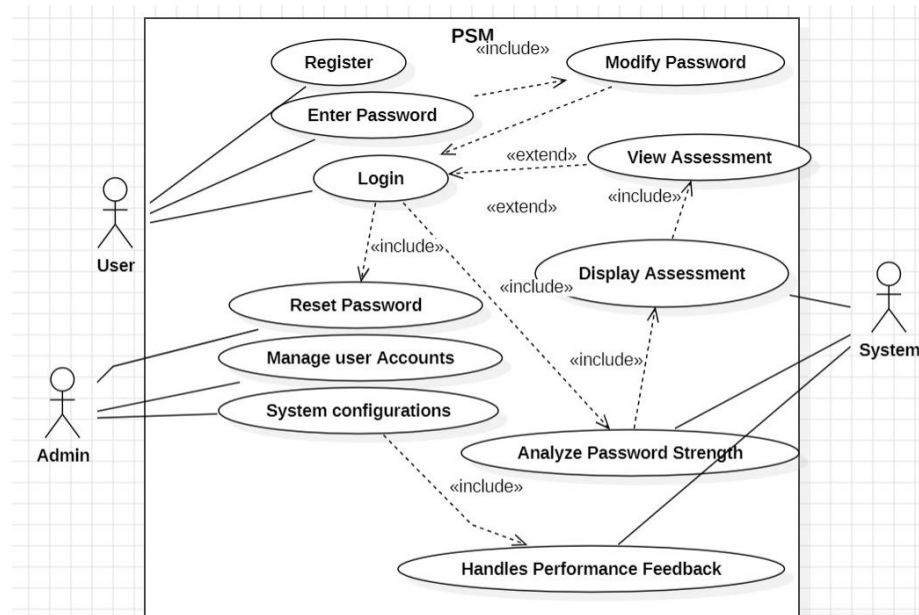 PSM
«include»
Register
Modify Password
Enter Password
«extend»
View Assessment
Login
«include»
«extend»
User
«include»
Display Assessment
«include»
Reset Password
System
Manage user Accounts
«include»
System configurations
Admin
Analyze Password Strength
«include»
Handles Performance Feedback